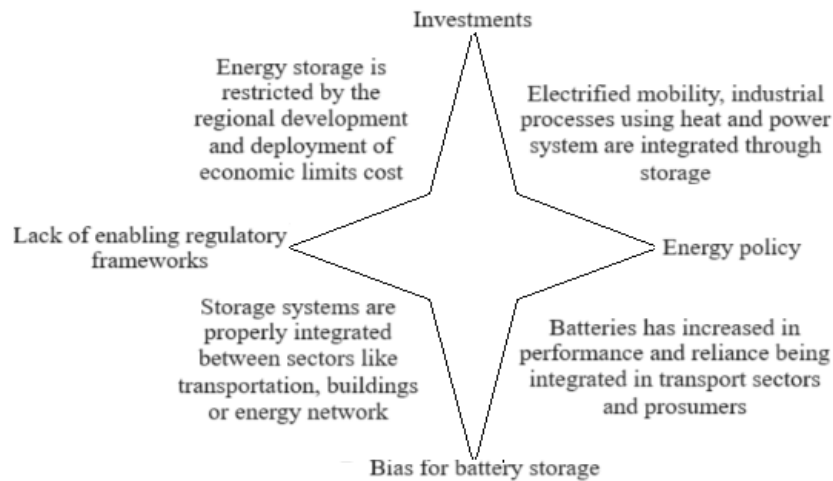 Investments
Energy storage is
restricted by the
regional development
and deployment of
economic limits cost
Electrified mobility, industrial
processes using heat and power
system are integrated through
storage
Lack of enabling regulatory
frameworks
Energy policy
Storage systems are
properly integrated
between sectors like
transportation, buildings
or energy network
Batteries has increased in
performance and reliance being
integrated in transport sectors
and prosumers
Bias for battery storage